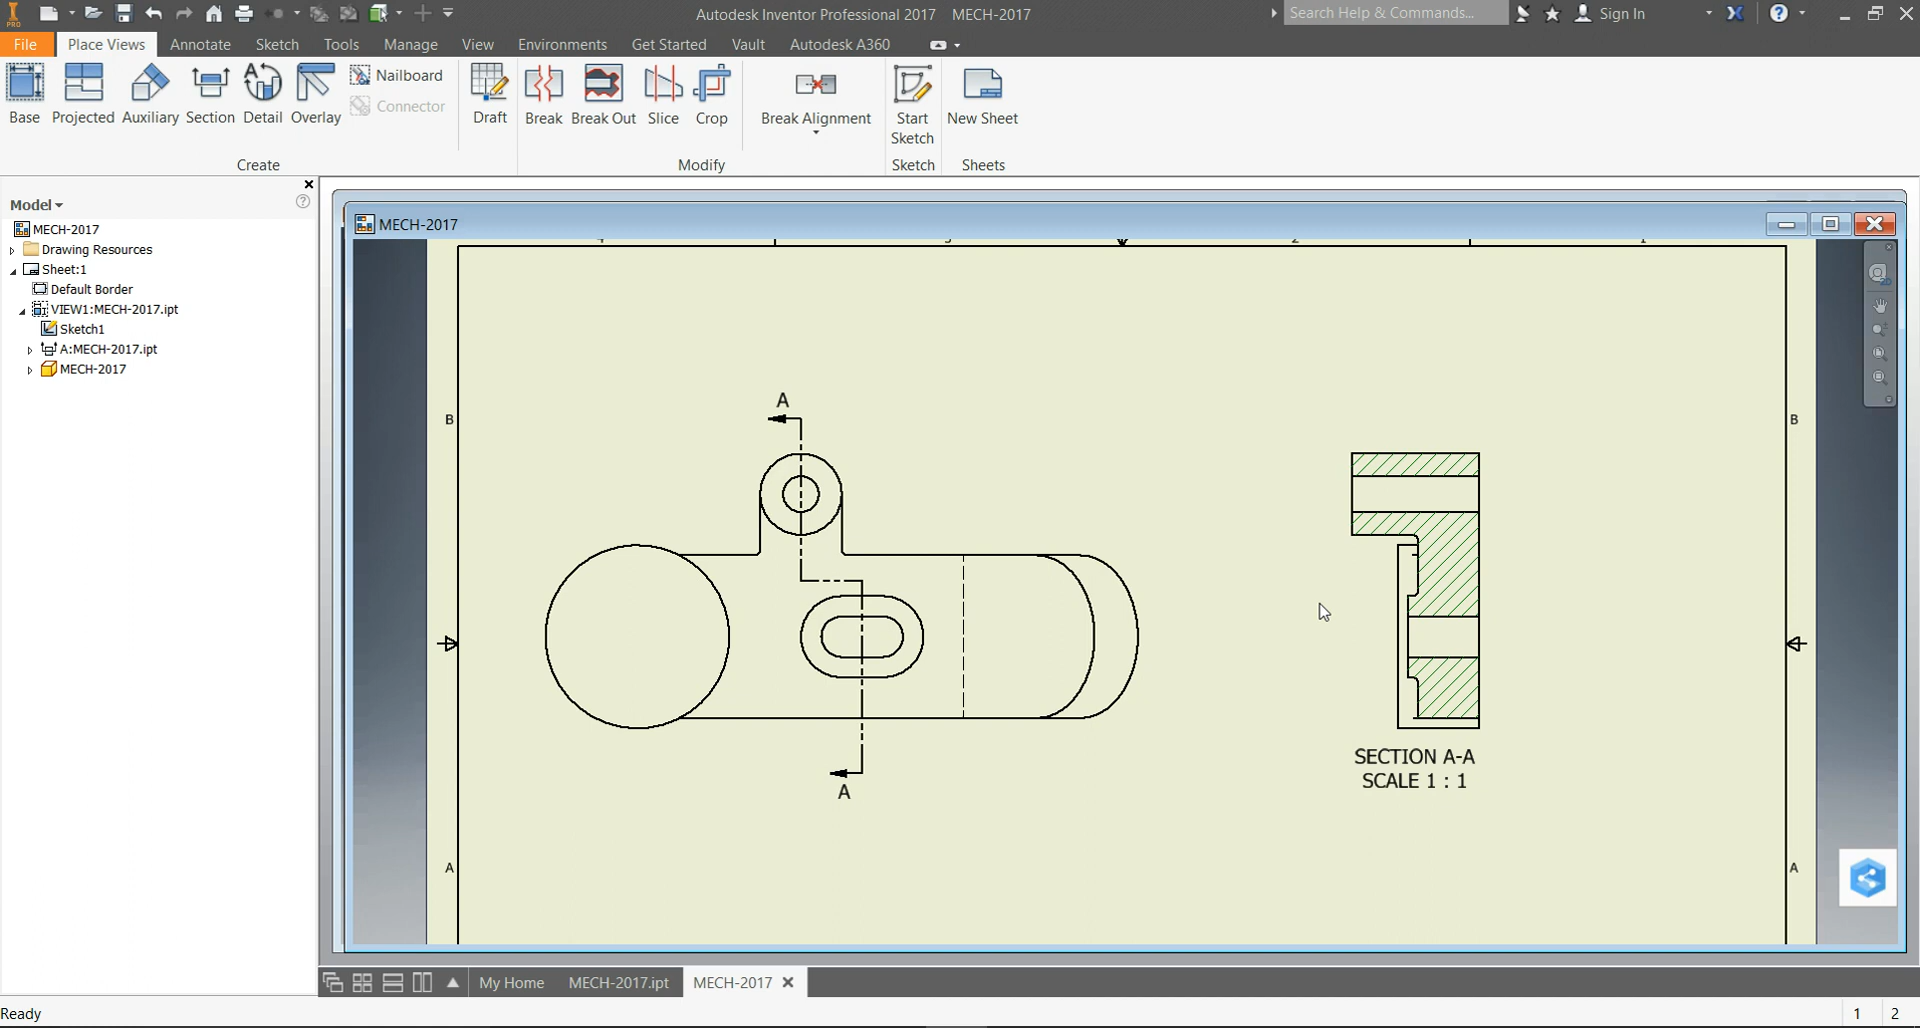 PRO
Autodesk Inventor Professional 2017 MECH-2017
Search Help & Commands...
Sign In
File Place Views Annotate Sketch Tools Manage View Environments Get Started Vault Autodesk A360
Base Projected Auxiliary Section Detail Overlay
Nailboard
Connector
Draft Break Break Out Slice Crop Break Alignment
Start
Sketch
New Sheet
Create Modify Sketch Sheets
Model
MECH-2017
Drawing Resources
Sheet:1
Default Border
VIEW1:MECH-2017.ipt
Sketch1
A:MECH-2017.ipt
MECH-2017
MECH-2017
A
B
B
A
SECTION A-A
SCALE 1 : 1
A
A
My Home MECH-2017.ipt MECH-2017
Ready
1 2